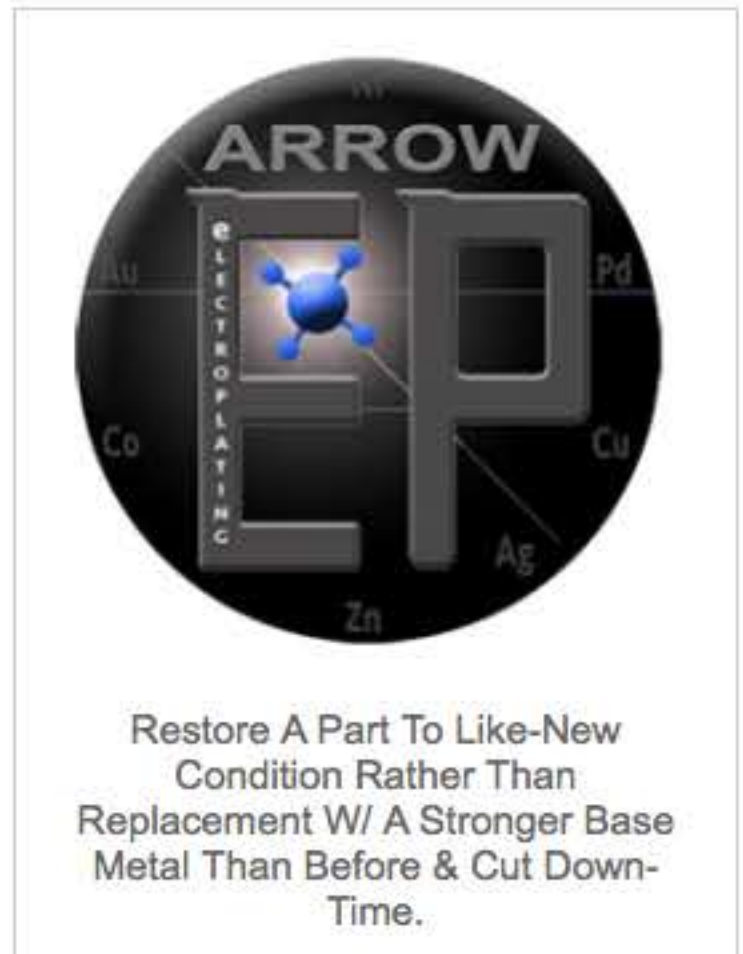 ARROW
EP
eLECTROPLATING
Au
Pd
Co
Cu
Ag
Zn
Restore A Part To Like-New
Condition Rather Than
Replacement W/ A Stronger Base
Metal Than Before & Cut Down-
Time.